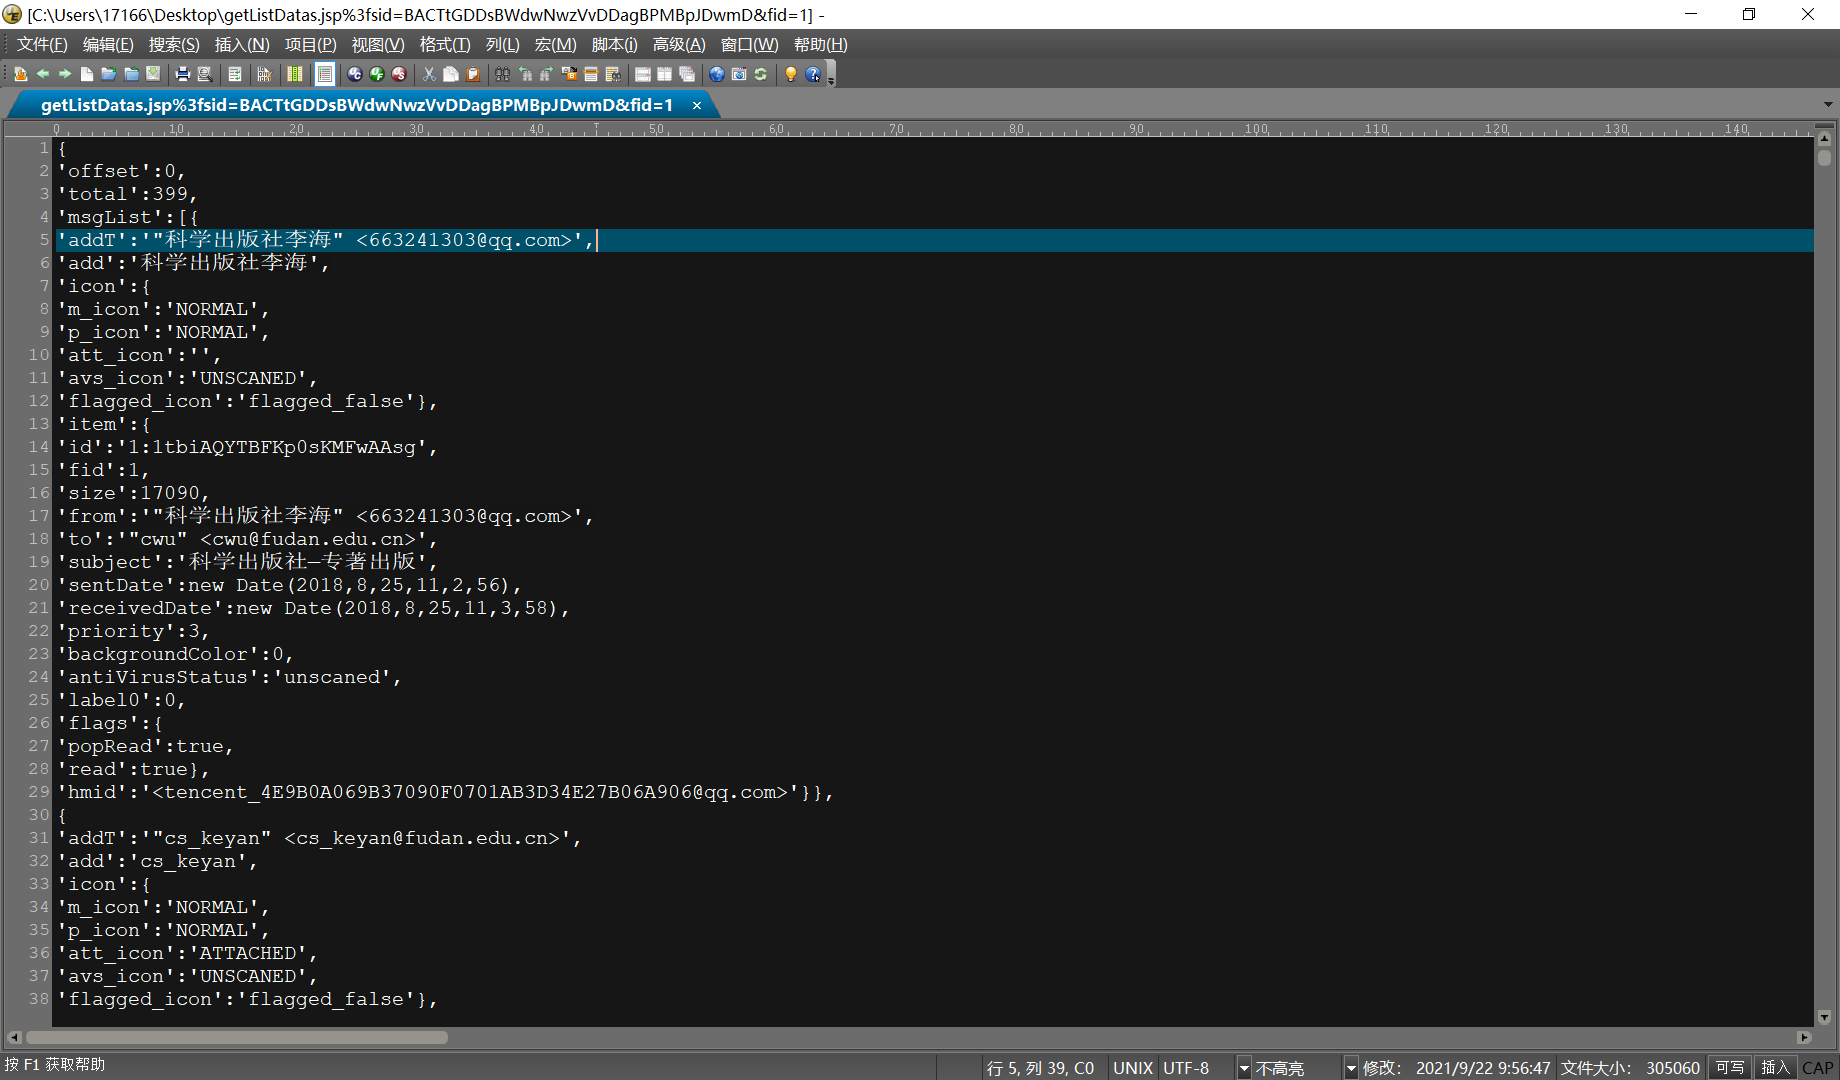 [C:\Users\17166\Desktop\getListDatas.jsp%3fsid=BACTtGDDsBWdwNwzVvDDagBPMBpJDwmD&fid=1] -
文件(F) 编辑(E) 搜索(S) 插入(N) 项目(P) 视图(V) 格式(T) 列(L) 宏(M) 脚本(i) 高级(A) 窗口(W) 帮助(H)
getListDatas.jsp%3fsid=BACTtGDDsBWdwNwzVvDDagBPMBpJDwmD&fid=1 ×
0 10 20 30 40 50 60 70 80 90 100 110 120 130 140
1 {
2 'offset':0,
3 'total':399,
4 'msgList':[{
5 'addT':'"科学出版社李海" <663241303@qq.com>',
6 'add':'科学出版社李海',
7 'icon':{
8 'm_icon':'NORMAL',
9 'p_icon':'NORMAL',
10 'att_icon':'',
11 'avs_icon':'UNSCANED',
12 'flagged_icon':'flagged_false'},
13 'item':{
14 'id':'1:1tbiAQYTBFKp0sKMFwAAsg',
15 'fid':1,
16 'size':17090,
17 'from':'"科学出版社李海" <663241303@qq.com>',
18 'to':'"cwu" <cwu@fudan.edu.cn>',
19 'subject':'科学出版社—专著出版',
20 'sentDate':new Date(2018,8,25,11,2,56),
21 'receivedDate':new Date(2018,8,25,11,3,58),
22 'priority':3,
23 'backgroundColor':0,
24 'antiVirusStatus':'unscaned',
25 'label0':0,
26 'flags':{
27 'popRead':true,
28 'read':true},
29 'hmid':'<tencent_4E9B0A069B37090F0701AB3D34E27B06A906@qq.com>'}},
30 {
31 'addT':'"cs_keyan" <cs_keyan@fudan.edu.cn>',
32 'add':'cs_keyan',
33 'icon':{
34 'm_icon':'NORMAL',
35 'p_icon':'NORMAL',
36 'att_icon':'ATTACHED',
37 'avs_icon':'UNSCANED',
38 'flagged_icon':'flagged_false'},
按 F1 获取帮助 行 5, 列 39, C0 UNIX UTF-8 不高亮 修改: 2021/9/22 9:56:47 文件大小: 305060 可写 插入 CAP